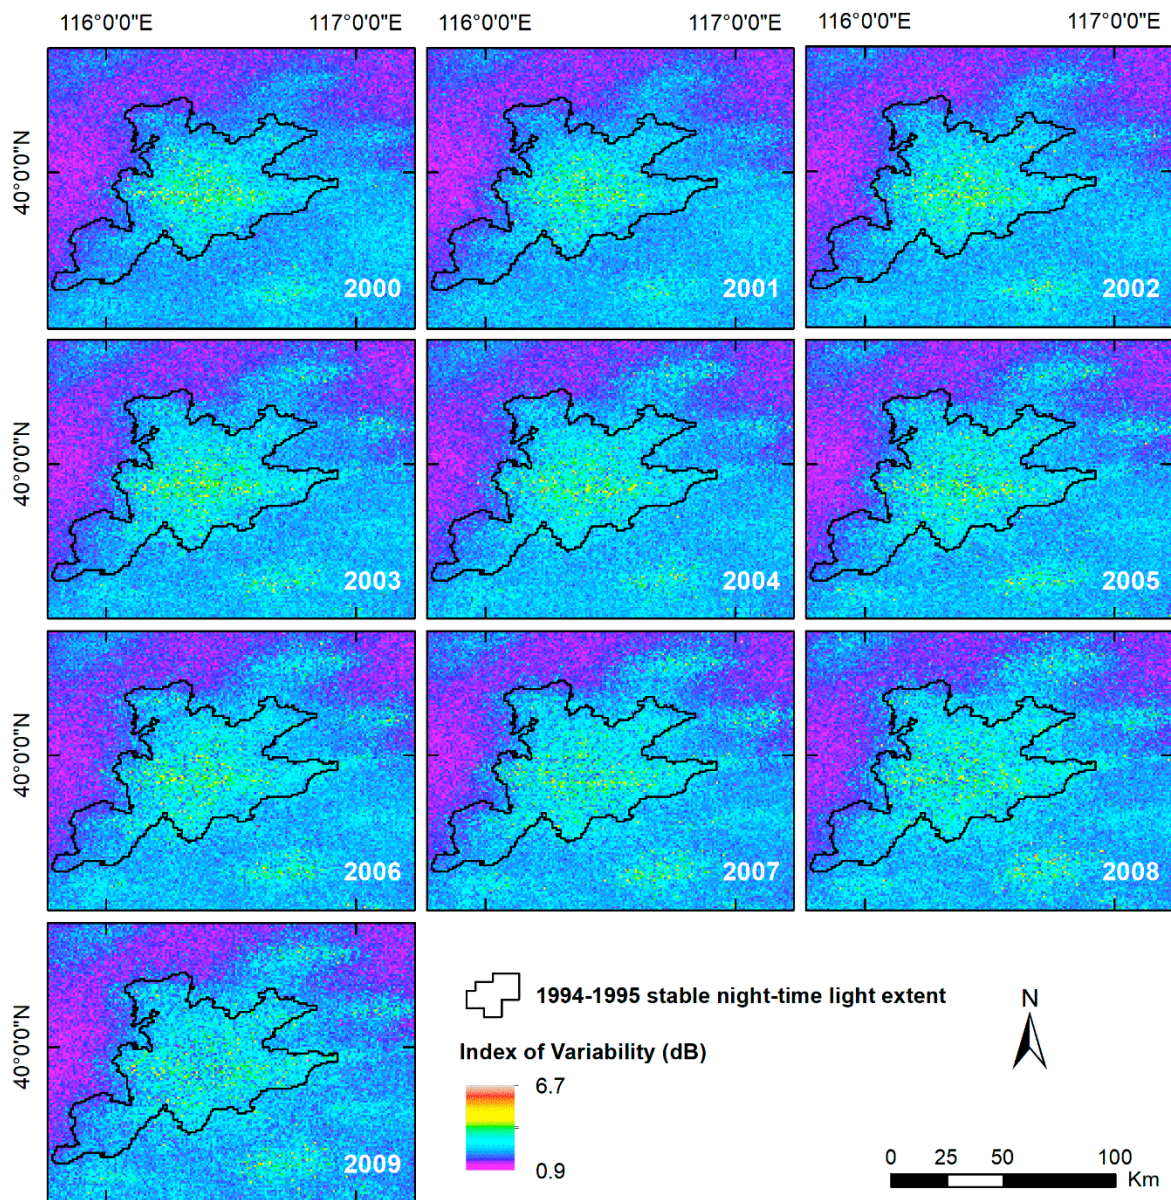 116°0'0"E 117°0'0"E 116°0'0"E 117°0'0"E 116°0'0"E 117°0'0"E
40°0'0"N
2000 2001 2002
40°0'0"N
2003 2004 2005
40°0'0"N
2006 2007 2008
40°0'0"N
2009
1994-1995 stable night-time light extent
N
Index of Variability (dB)
6.7
0.9
0 25 50 100
Km